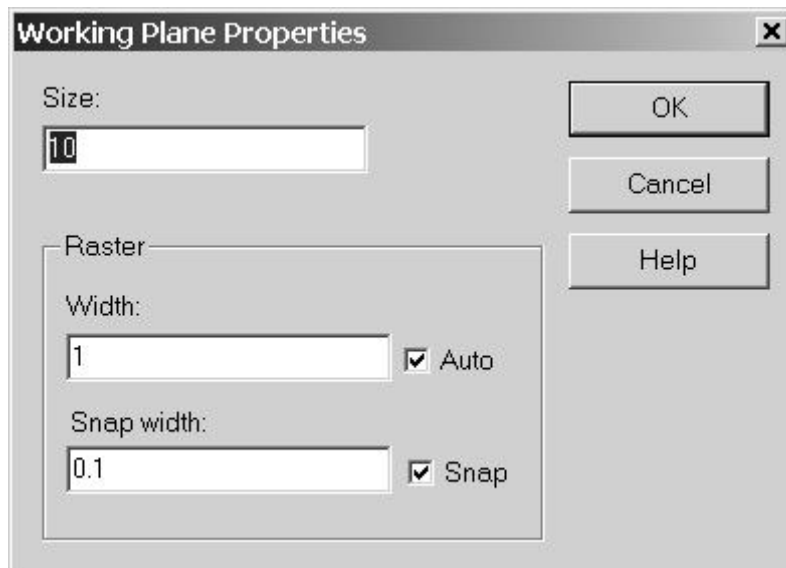 Working Plane Properties
Size:
10
OK
Cancel
Help
Raster
Width:
1
Auto
Snap width:
0.1
Snap